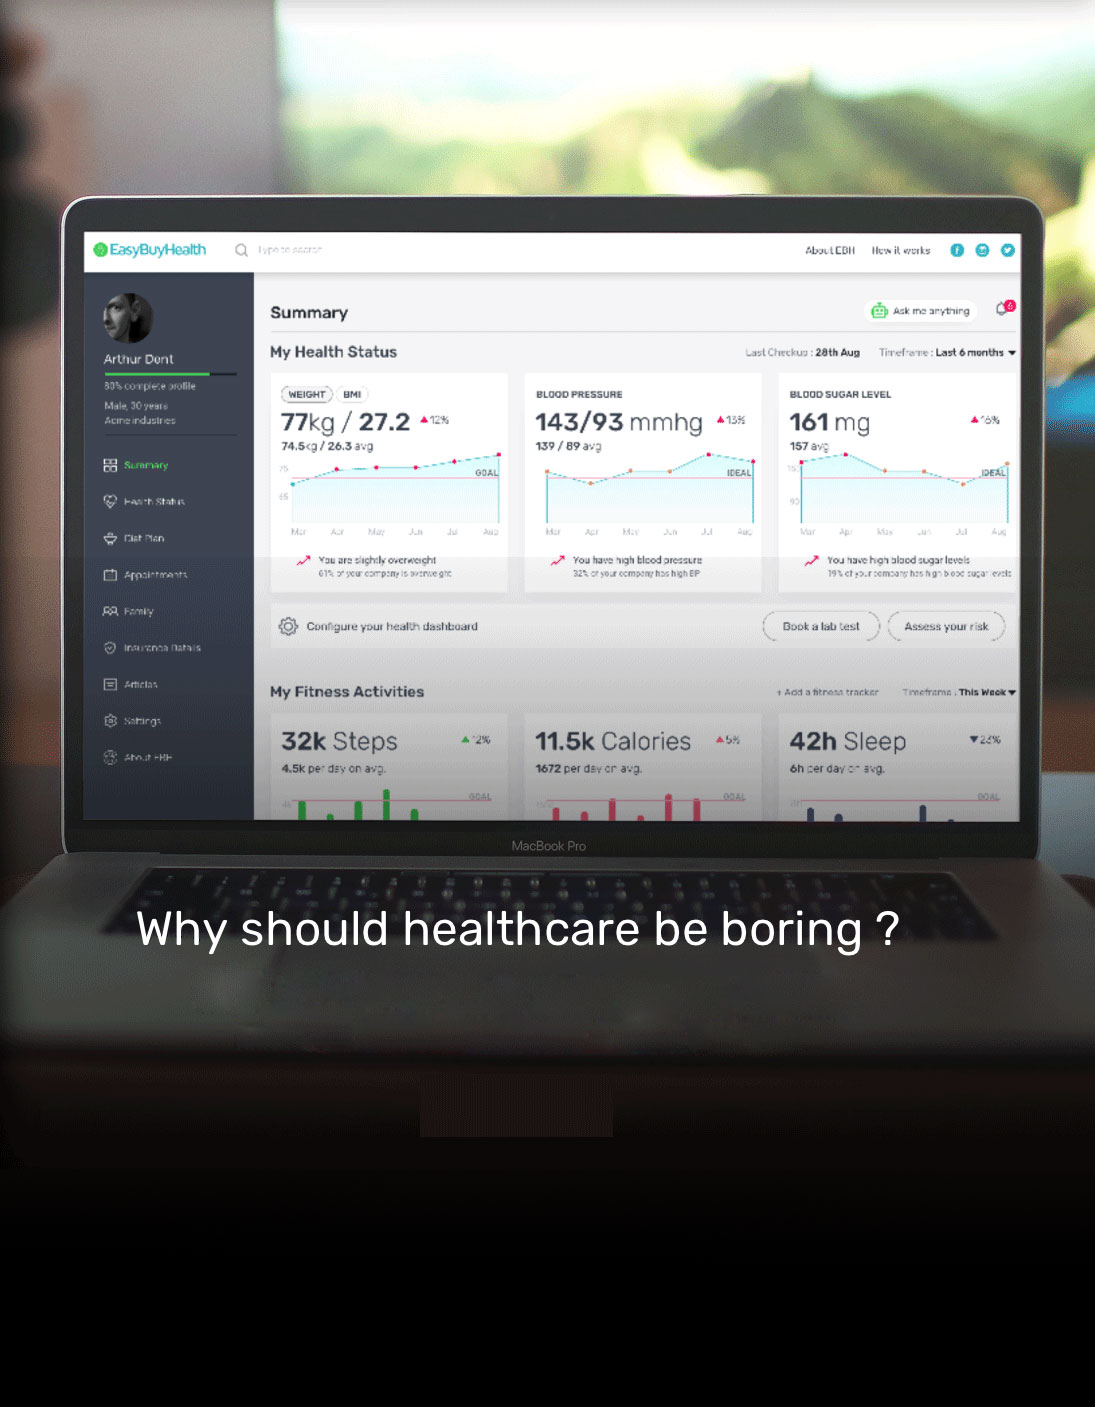 EasyBuyHealth
Type to search
About EBH
How it works
Arthur Dent
80% complete profile
Male, 30 years
Acme industries
Summary
Health Status
Diet Plan
Appointments
Family
Insurance Details
Articles
Settings
About EBH
Summary
Ask me anything
6
My Health Status
Last Checkup : 28th Aug
Timeframe : Last 6 months
WEIGHT
BMI
77kg / 27.2
12%
74.5kg / 26.3 avg
75
65
GOAL
Mar Apr May Jun Jul Aug
You are slightly overweight
61% of your company is overweight
BLOOD PRESSURE
143/93 mmhg
13%
139 / 89 avg
IDEAL
Mar Apr May Jun Jul Aug
You have high blood pressure
32% of your company has high BP
BLOOD SUGAR LEVEL
161 mg
16%
157 avg
IDEAL
90
Mar Apr May Jun Jul Aug
You have high blood sugar levels
19% of your company has high blood sugar levels
Configure your health dashboard
Book a lab test
Assess your risk
My Fitness Activities
+ Add a fitness tracker
Timeframe : This Week
32k Steps
12%
4.5k per day on avg.
GOAL
11.5k Calories
5%
1672 per day on avg.
GOAL
42h Sleep
23%
6h per day on avg.
GOAL
MacBook Pro
Why should healthcare be boring ?